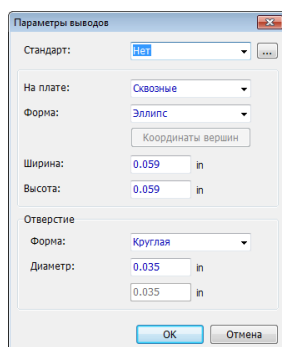 Параметры выводов
Стандарт: Нет ...
На плате: Сквозные
Форма: Эллипс
Координаты вершин
Ширина: 0.059 in
Высота: 0.059 in
Отверстие
Форма: Круглая
Диаметр: 0.035 in
0.035 in
OK Отмена